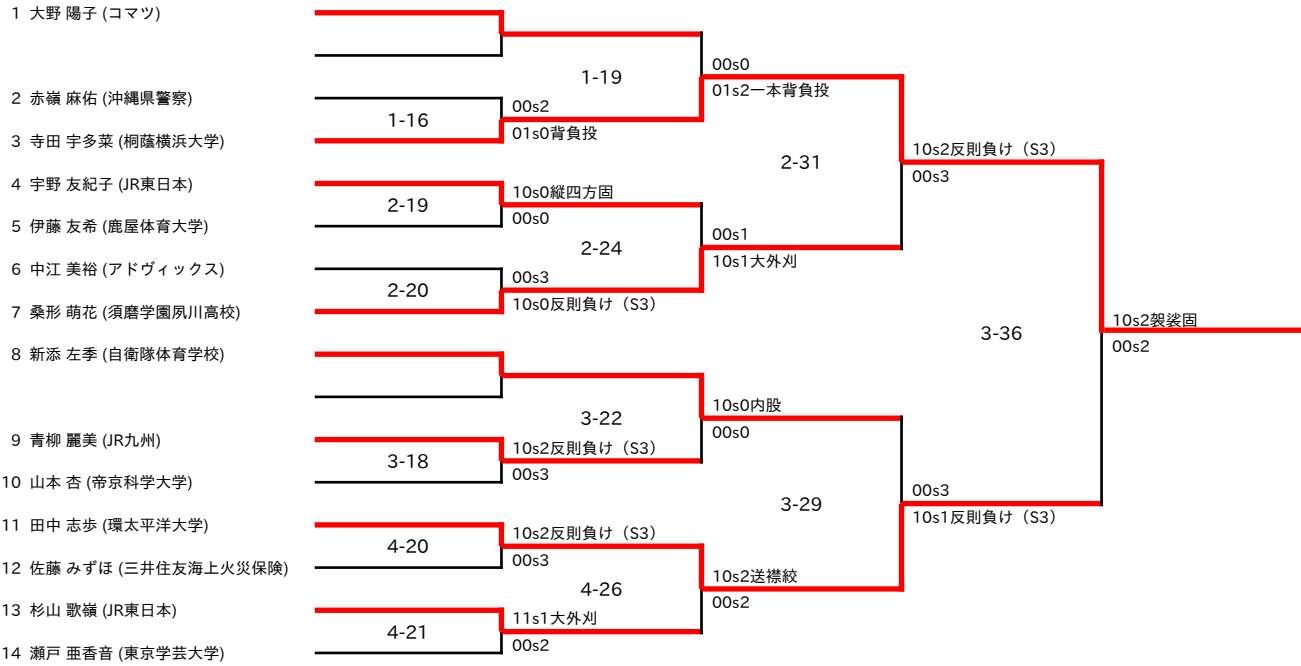 1 大野 陽子 (コマツ)
2 赤嶺 麻佑 (沖縄県警察)
3 寺田 宇多菜 (桐蔭横浜大学)
4 宇野 友紀子 (JR東日本)
5 伊藤 友希 (鹿屋体育大学)
6 中江 美裕 (アドヴィックス)
7 桑形 萌花 (須磨学園夙川高校)
8 新添 左季 (自衛隊体育学校)
9 青柳 麗美 (JR九州)
10 山本 杏 (帝京科学大学)
11 田中 志歩 (環太平洋大学)
12 佐藤 みずほ (三井住友海上火災保険)
13 杉山 歌嶺 (JR東日本)
14 瀬戸 亜香音 (東京学芸大学)
1-16
2-19
2-20
3-18
4-20
4-21
00s2
01s0背負投
10s0縦四方固
00s0
00s3
10s0反則負け（S3）
10s2反則負け（S3）
00s3
10s2反則負け（S3）
00s3
11s1大外刈
00s2
1-19
2-24
3-22
4-26
00s0
01s2一本背負投
00s1
10s1大外刈
10s0内股
00s0
10s2送襟絞
00s2
2-31
3-29
10s2反則負け（S3）
00s3
00s3
10s1反則負け（S3）
3-36
10s2袈裟固
00s2